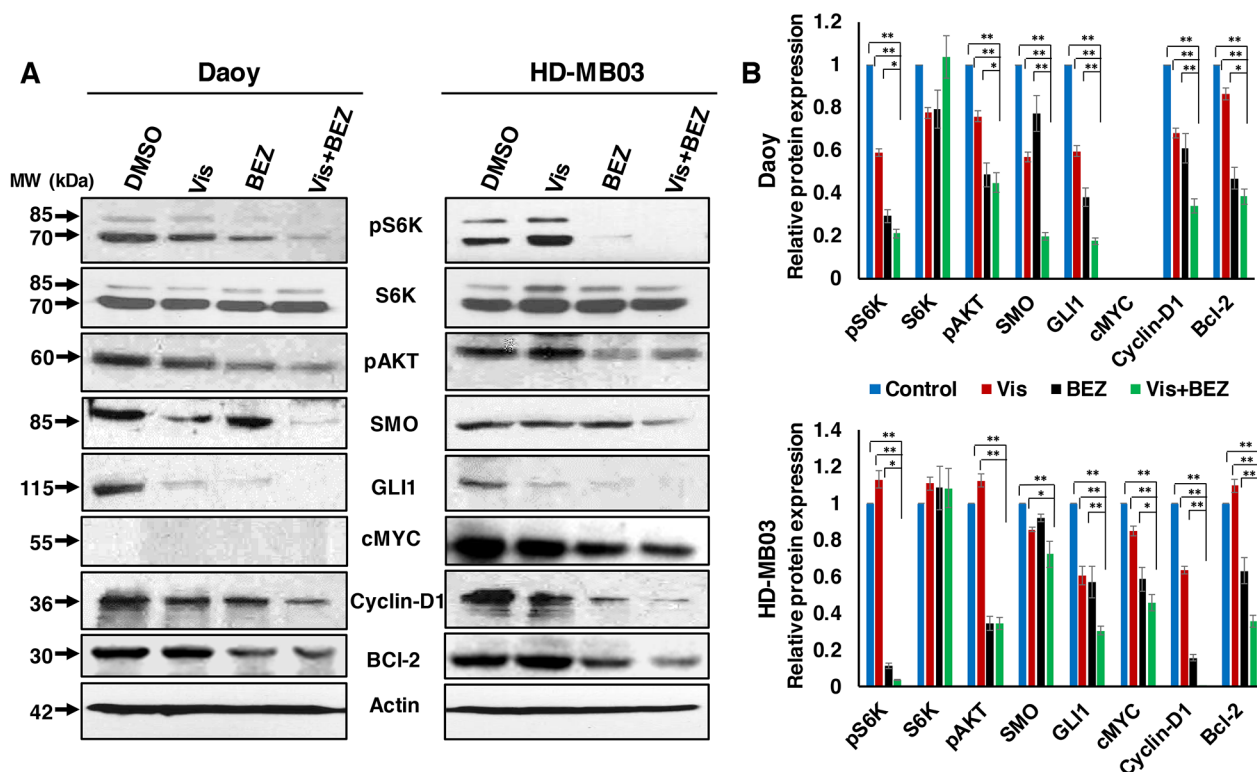 A
Daoy
HD-MB03
MW (kDa)
DMSO
Vis
BEZ
Vis+BEZ
DMSO
Vis
BEZ
Vis+BEZ
85
70
pS6K
85
70
S6K
60
pAKT
85
SMO
115
GLI1
55
cMYC
36
Cyclin-D1
30
BCl-2
42
Actin
B
Daoy
Relative protein expression
1.2
1
0.8
0.6
0.4
0.2
0
** ** ** ** ** **
** ** ** ** ** **
* * ** ** ** *
pS6K
S6K
pAKT
SMO
GLI1
cMYC
Cyclin-D1
Bcl-2
Control Vis BEZ Vis+BEZ
HD-MB03
Relative protein expression
1.4
1.2
1
0.8
0.6
0.4
0.2
0
** ** ** ** ** ** **
** ** * ** ** ** **
* ** * ** **
pS6K
S6K
pAKT
SMO
GLI1
cMYC
Cyclin-D1
Bcl-2